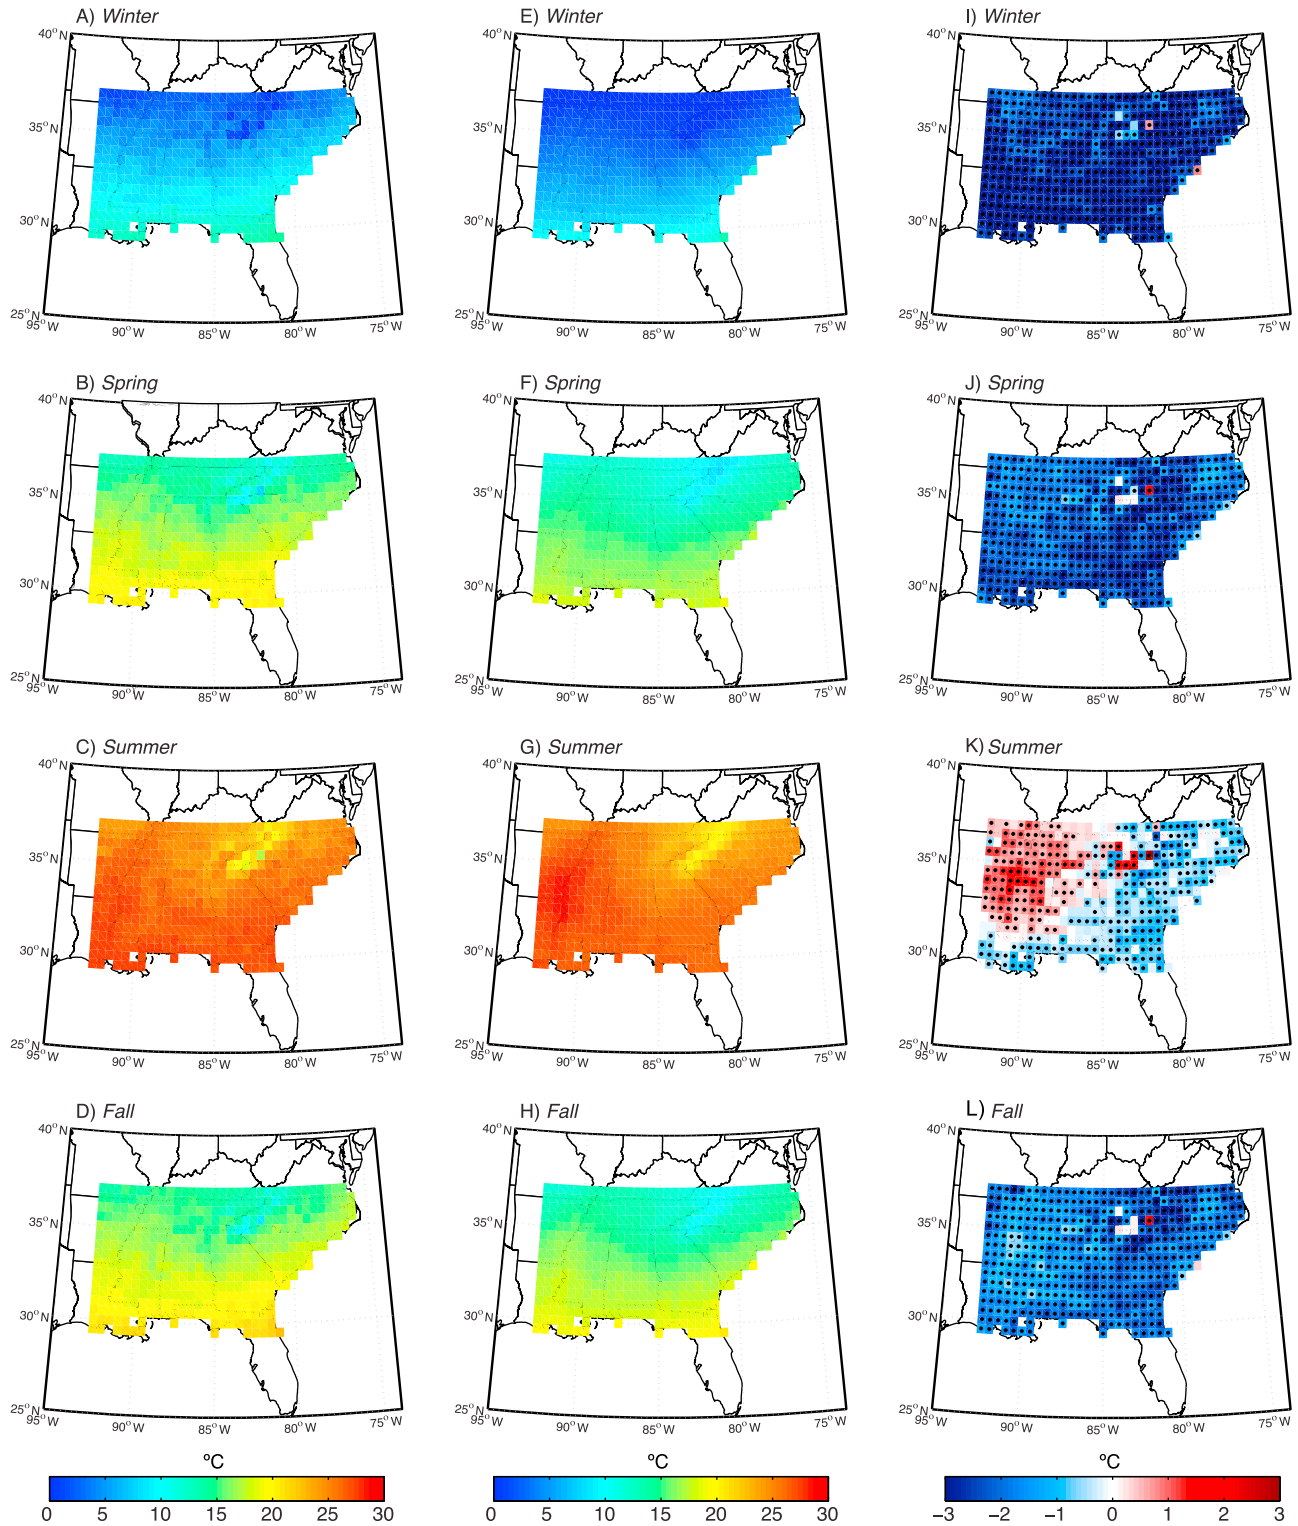 A) Winter
E) Winter
I) Winter
40° N
35° N
30° N
25° N
95° W
90° W
85° W
80° W
75° W
40° N
35° N
30° N
25° N
95° W
90° W
85° W
80° W
75° W
40° N
35° N
30° N
25° N
95° W
90° W
85° W
80° W
75° W
B) Spring
F) Spring
J) Spring
40° N
35° N
30° N
25° N
95° W
90° W
85° W
80° W
75° W
40° N
35° N
30° N
25° N
95° W
90° W
85° W
80° W
75° W
40° N
35° N
30° N
25° N
95° W
90° W
85° W
80° W
75° W
C) Summer
G) Summer
K) Summer
40° N
35° N
30° N
25° N
95° W
90° W
85° W
80° W
75° W
40° N
35° N
30° N
25° N
95° W
90° W
85° W
80° W
75° W
40° N
35° N
30° N
25° N
95° W
90° W
85° W
80° W
75° W
D) Fall
H) Fall
L) Fall
40° N
35° N
30° N
25° N
95° W
90° W
85° W
80° W
75° W
40° N
35° N
30° N
25° N
95° W
90° W
85° W
80° W
75° W
40° N
35° N
30° N
25° N
95° W
90° W
85° W
80° W
75° W
ºC
0 5 10 15 20 25 30
ºC
0 5 10 15 20 25 30
ºC
−3 −2 −1 0 1 2 3